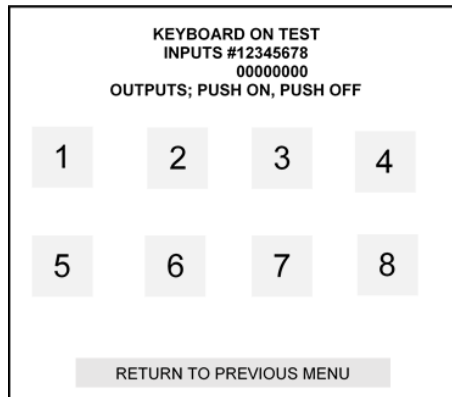 KEYBOARD ON TEST
INPUTS #12345678
00000000
OUTPUTS; PUSH ON, PUSH OFF
1 2 3 4
5 6 7 8
RETURN TO PREVIOUS MENU